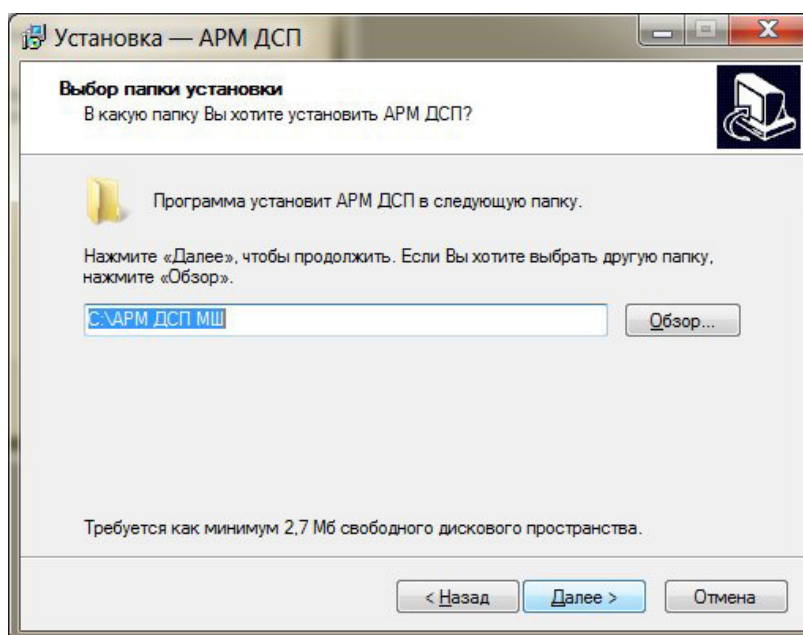 Установка — АРМ ДСП
Выбор папки установки
В какую папку Вы хотите установить АРМ ДСП?
Программа установит АРМ ДСП в следующую папку.
Нажмите «Далее», чтобы продолжить. Если Вы хотите выбрать другую папку,
нажмите «Обзор».
C:\АРМ ДСП МШ
Обзор...
Требуется как минимум 2,7 Мб свободного дискового пространства.
< Назад
Далее >
Отмена